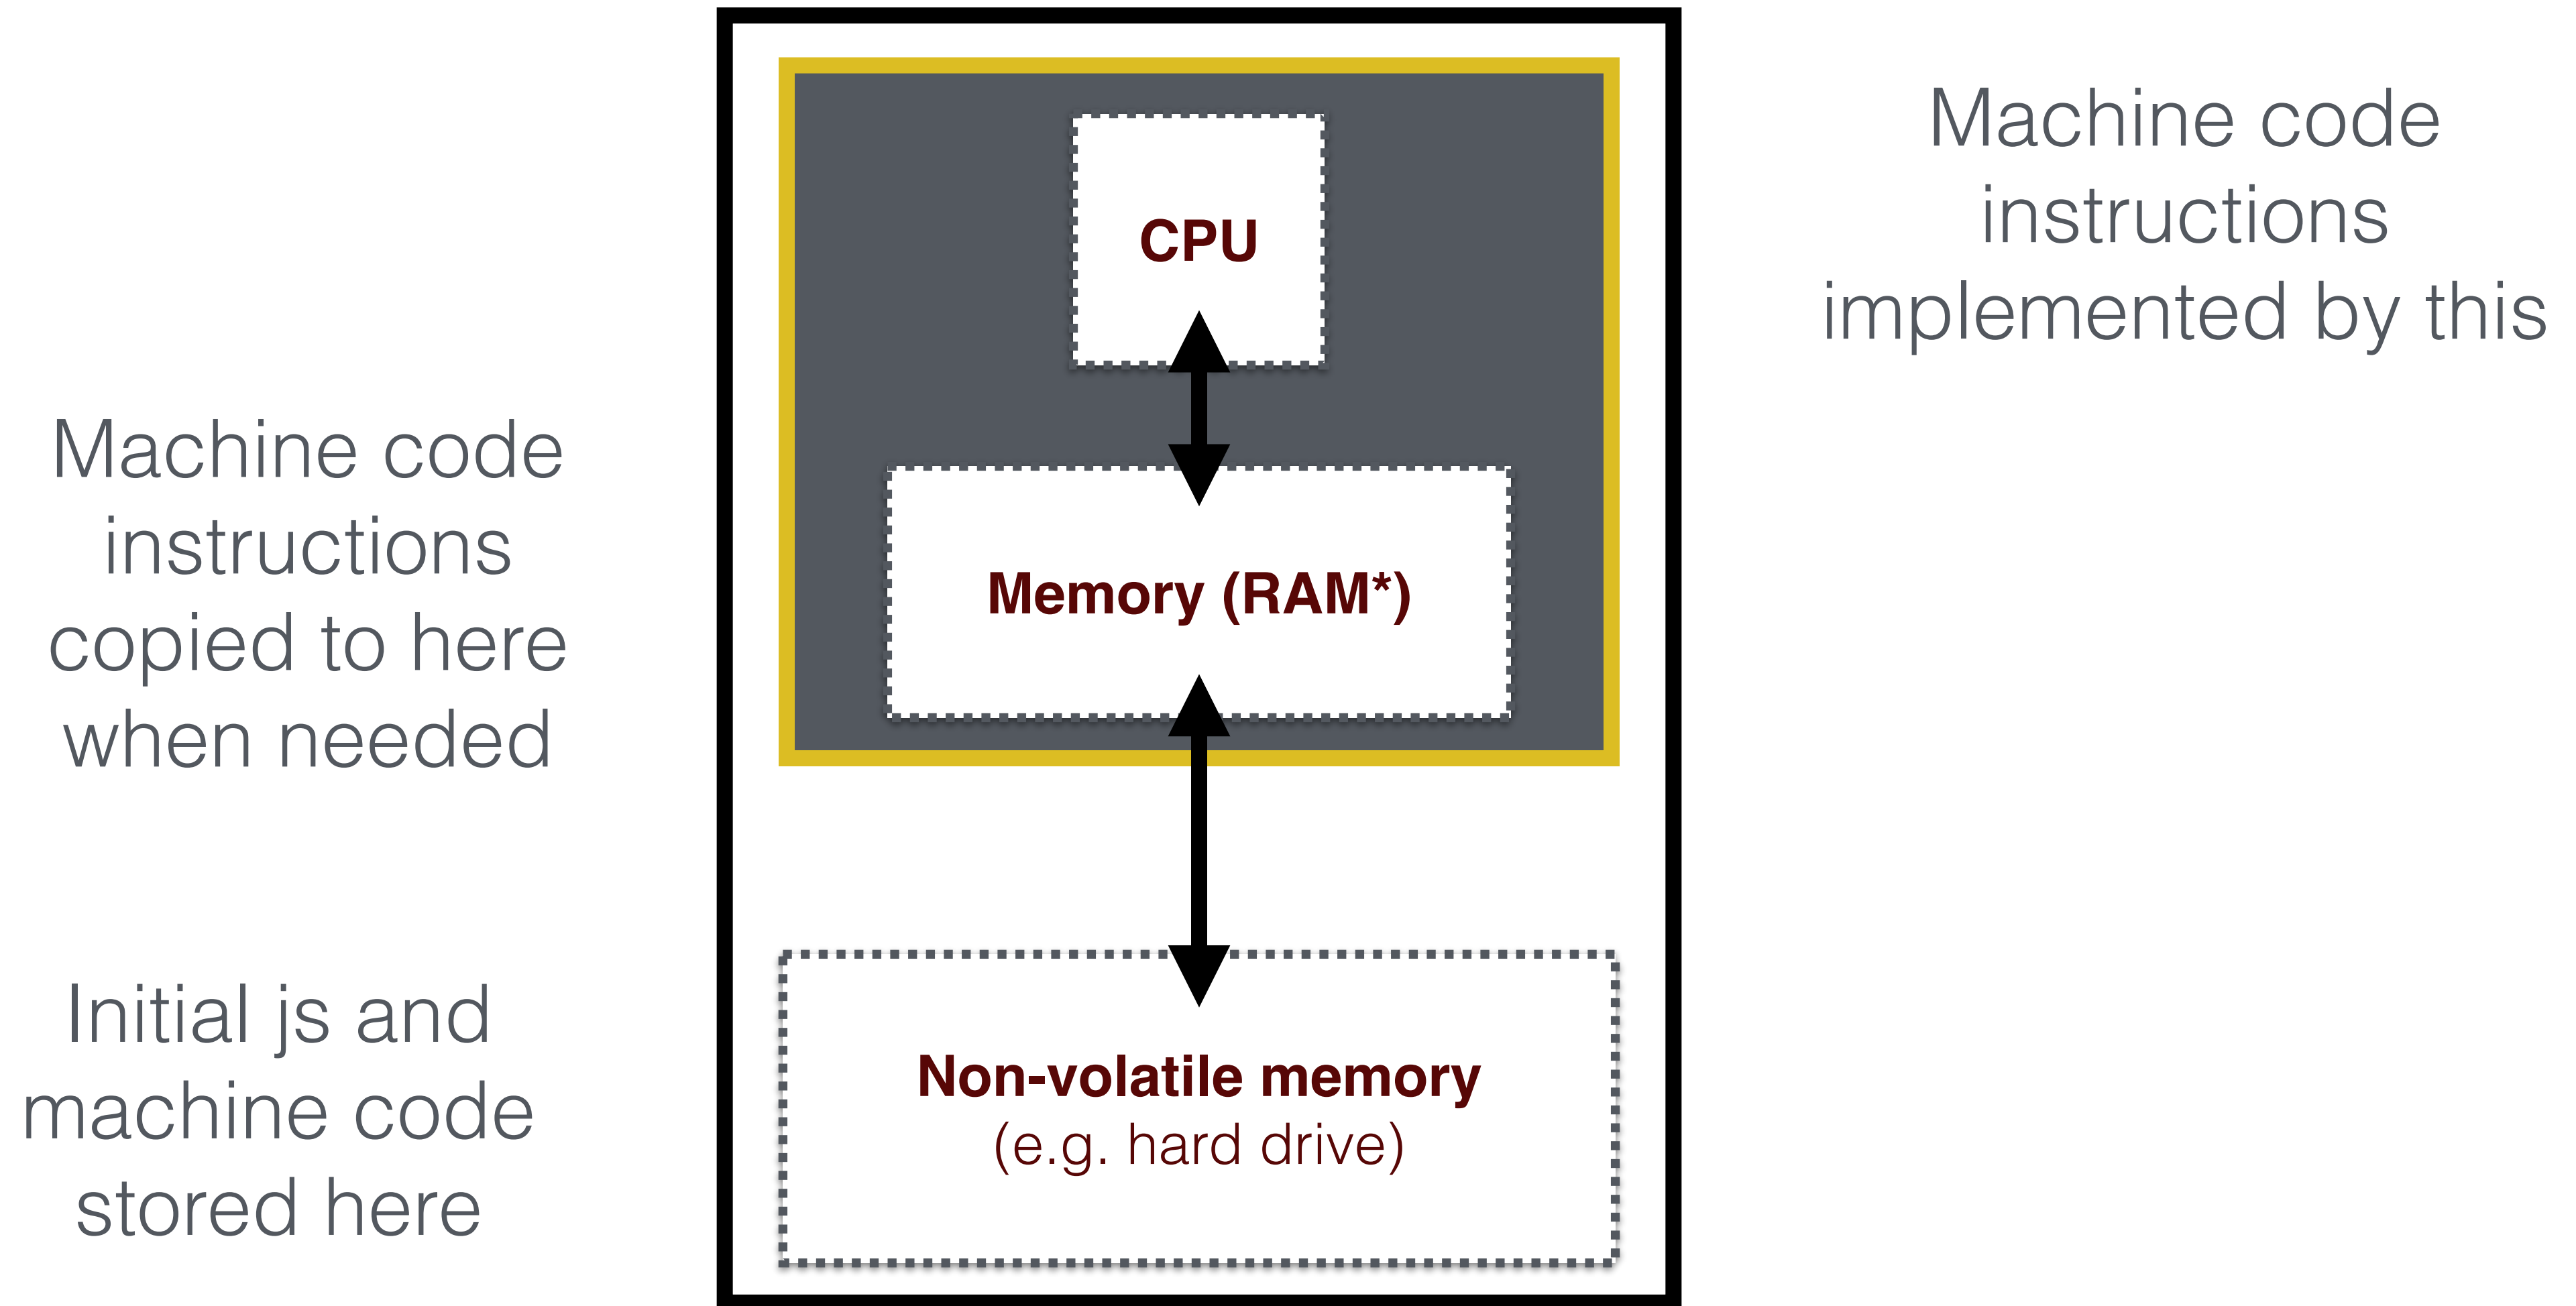 Machine code
instructions
implemented by this
CPU
Machine code
instructions
copied to here
when needed
Memory (RAM*)
Initial js and
machine code
stored here
Non-volatile memory
(e.g. hard drive)